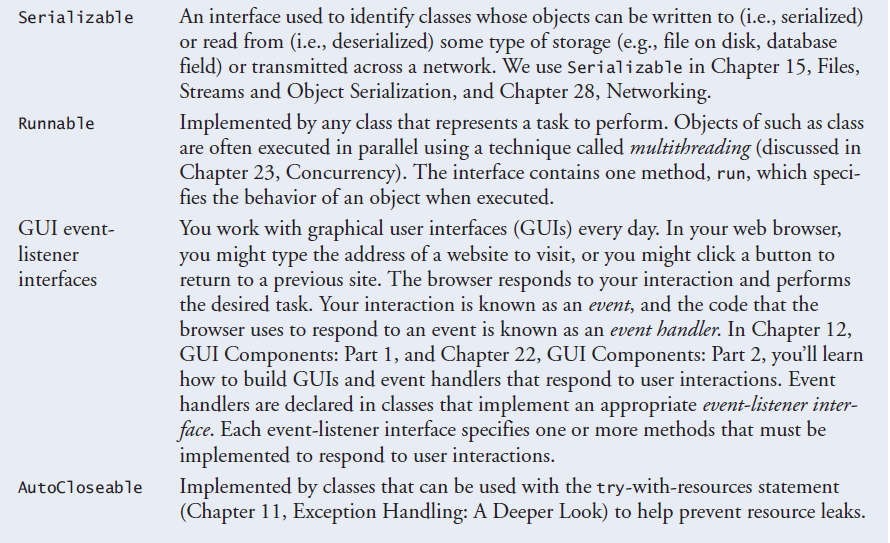 Serializable An interface used to identify classes whose objects can be written to (i.e., serialized)
or read from (i.e., deserialized) some type of storage (e.g., file on disk, database
field) or transmitted across a network. We use Serializable in Chapter 15, Files,
Streams and Object Serialization, and Chapter 28, Networking.
Runnable Implemented by any class that represents a task to perform. Objects of such as class
are often executed in parallel using a technique called multithreading (discussed in
Chapter 23, Concurrency). The interface contains one method, run, which speci-
fies the behavior of an object when executed.
GUI event-
listener
interfaces
You work with graphical user interfaces (GUIs) every day. In your web browser,
you might type the address of a website to visit, or you might click a button to
return to a previous site. The browser responds to your interaction and performs
the desired task. Your interaction is known as an event, and the code that the
browser uses to respond to an event is known as an event handler. In Chapter 12,
GUI Components: Part 1, and Chapter 22, GUI Components: Part 2, you’ll learn
how to build GUIs and event handlers that respond to user interactions. Event
handlers are declared in classes that implement an appropriate event-listener inter-
face. Each event-listener interface specifies one or more methods that must be
implemented to respond to user interactions.
AutoCloseable Implemented by classes that can be used with the try-with-resources statement
(Chapter 11, Exception Handling: A Deeper Look) to help prevent resource leaks.